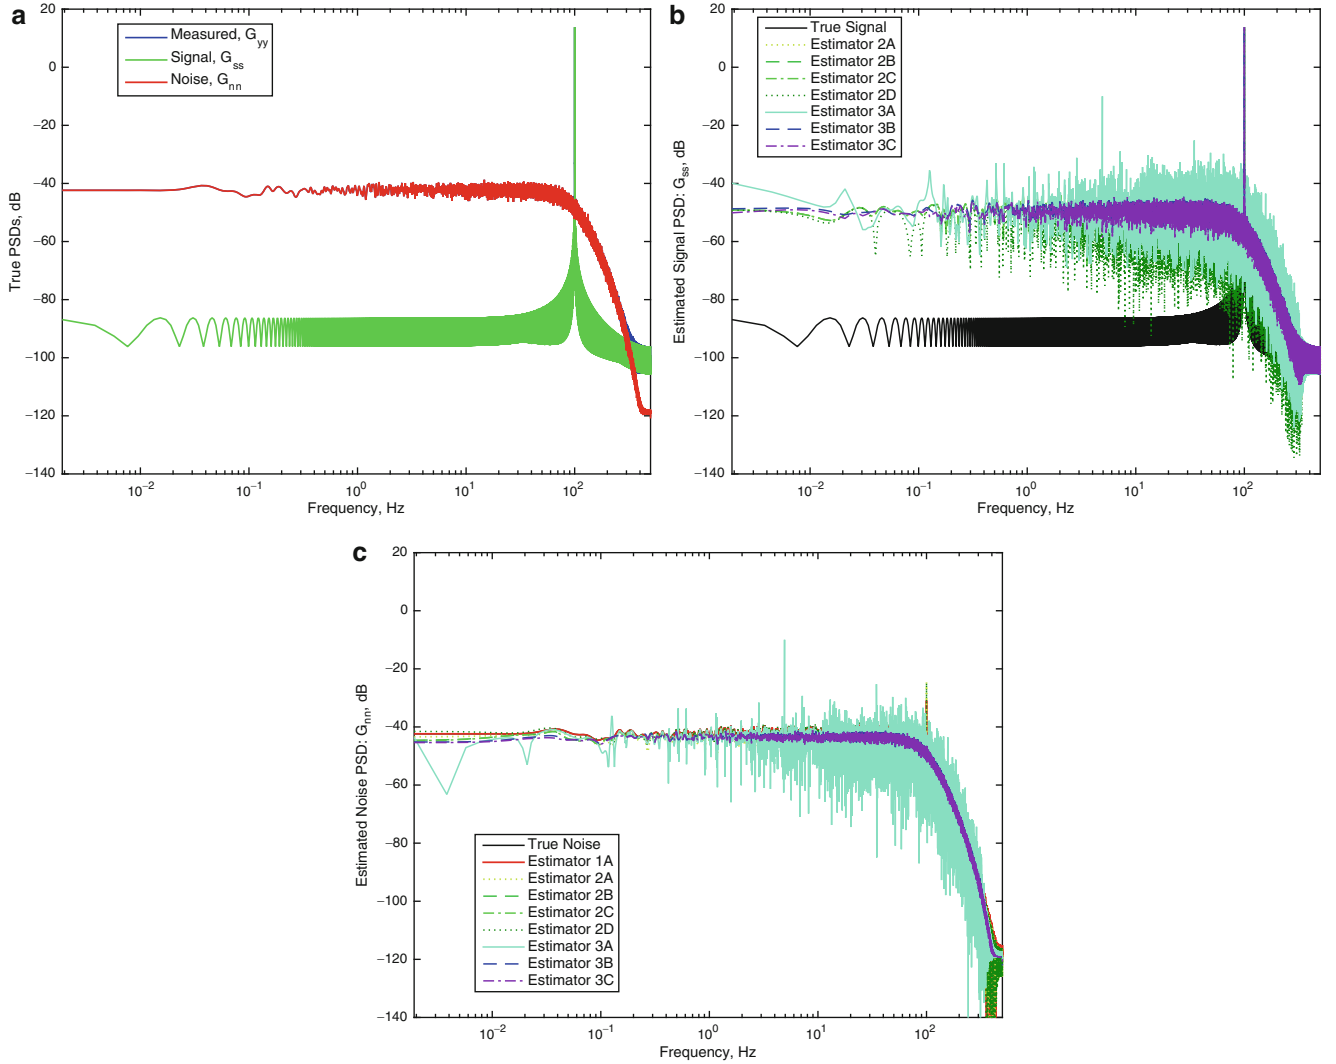 a
20
0
−20
−40
−60
−80
−100
−120
−140
True PSDs, dB
Measured, G_yy
Signal, G_ss
Noise, G_nn
10^−2 10^−1 10^0 10^1 10^2
Frequency, Hz
b
20
0
−20
−40
−60
−80
−100
−120
−140
Estimated Signal PSD: G_ss, dB
True Signal
Estimator 2A
Estimator 2B
Estimator 2C
Estimator 2D
Estimator 3A
Estimator 3B
Estimator 3C
10^−2 10^−1 10^0 10^1 10^2
Frequency, Hz
c
20
0
−20
−40
−60
−80
−100
−120
−140
Estimated Noise PSD: G_nn, dB
True Noise
Estimator 1A
Estimator 2A
Estimator 2B
Estimator 2C
Estimator 2D
Estimator 3A
Estimator 3B
Estimator 3C
10^−2 10^−1 10^0 10^1 10^2
Frequency, Hz